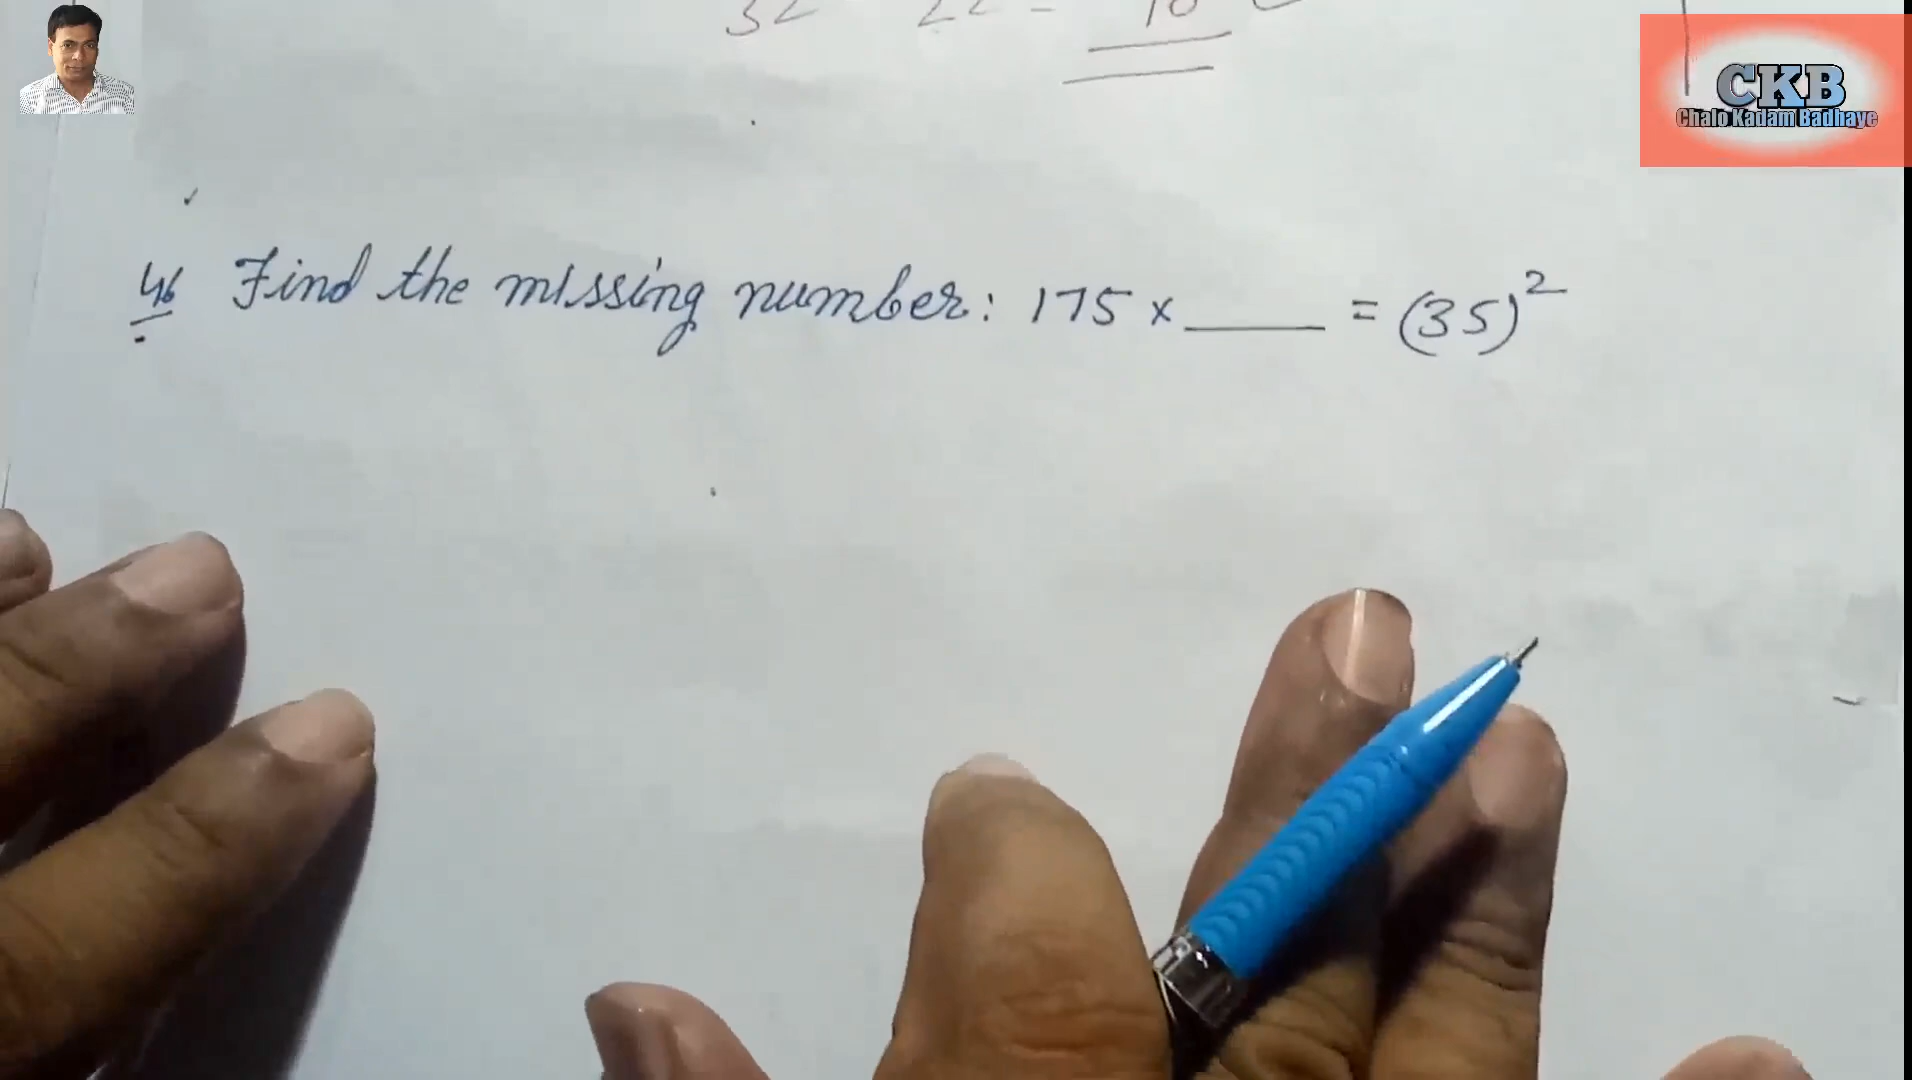 CKB
Chalo Kadam Badhaye
46 Find the missing number: 175 × ____ = (35)²